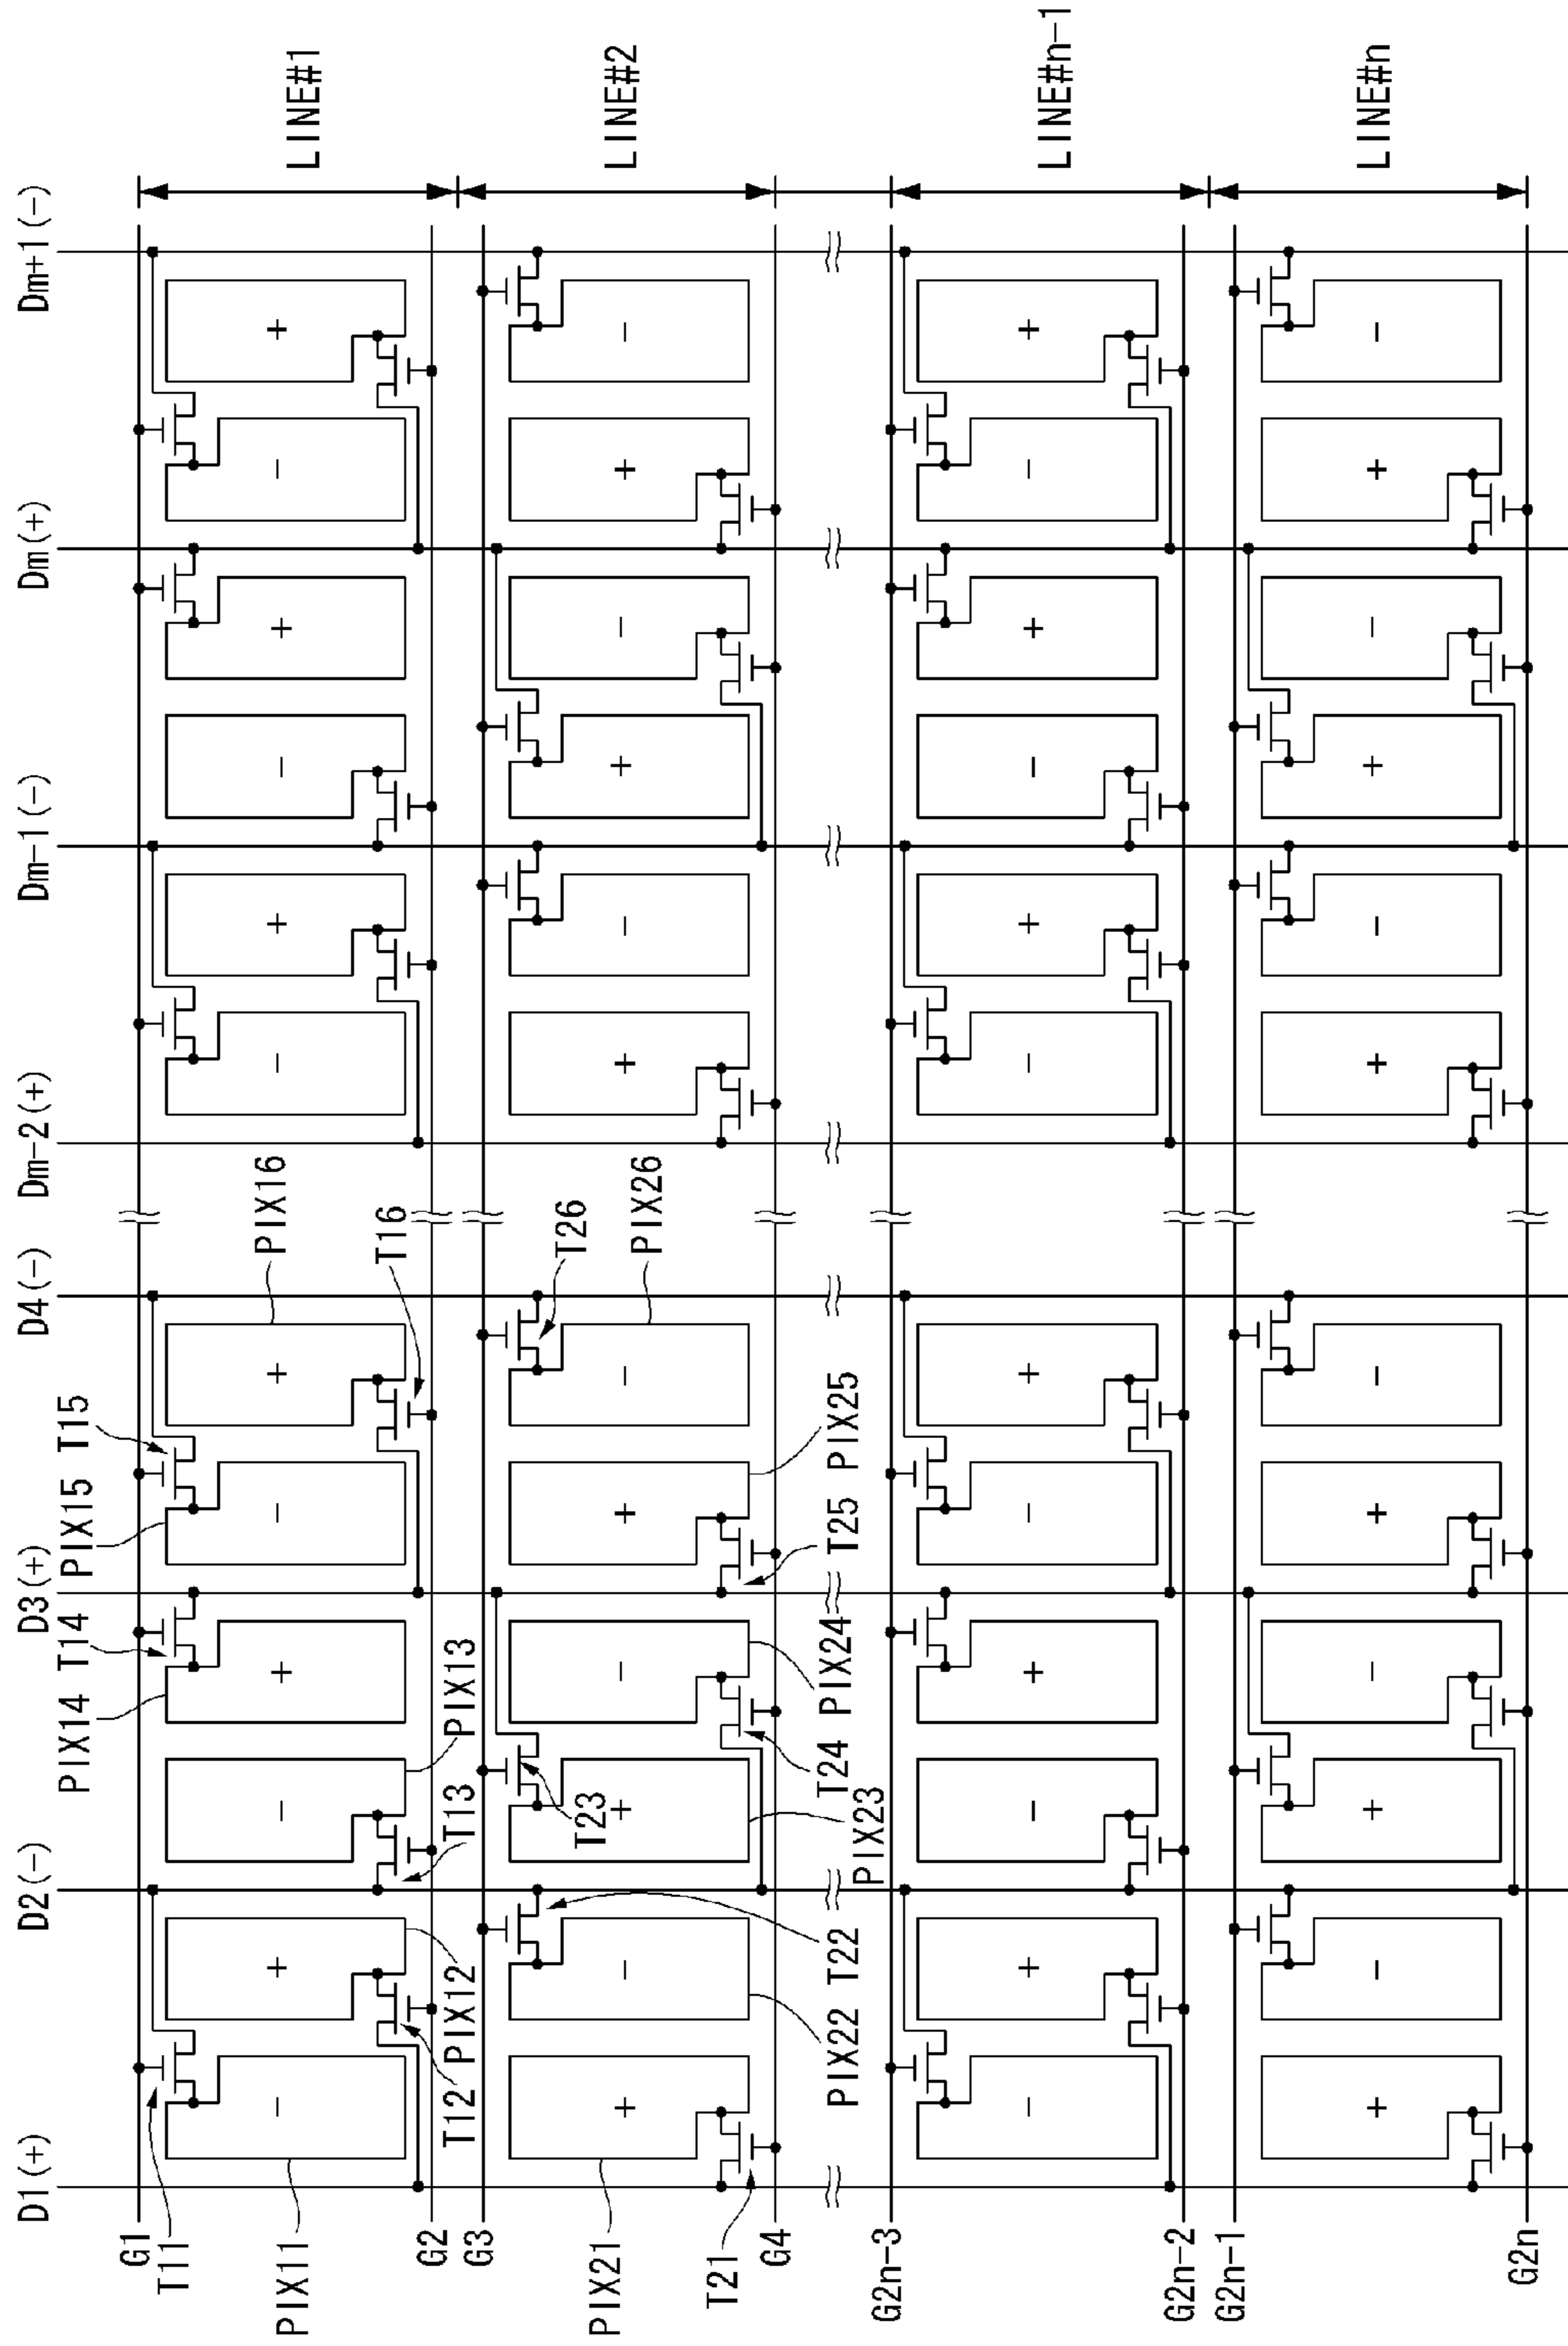 D1(+) D2(-) D3(+) D4(-) Dm-2(+) Dm-1(-) Dm(+) Dm+1(-)
PIX14 T14 PIX15 T15
G1
T11
- + - + - - + - + - + - +
LINE#1
PIX11
PIX16
T16
G2
T12 PIX12 T13 PIX13
G3
T23
T26
+ - + - + - + - + - + -
LINE#2
PIX21
PIX26
T21
G4
PIX22 T22 PIX23 T24 PIX24 T25 PIX25
G2n-3
- + - + - + - + - + - +
LINE#n-1
G2n-2
G2n-1
+ - + - + - + - + - + -
LINE#n
G2n